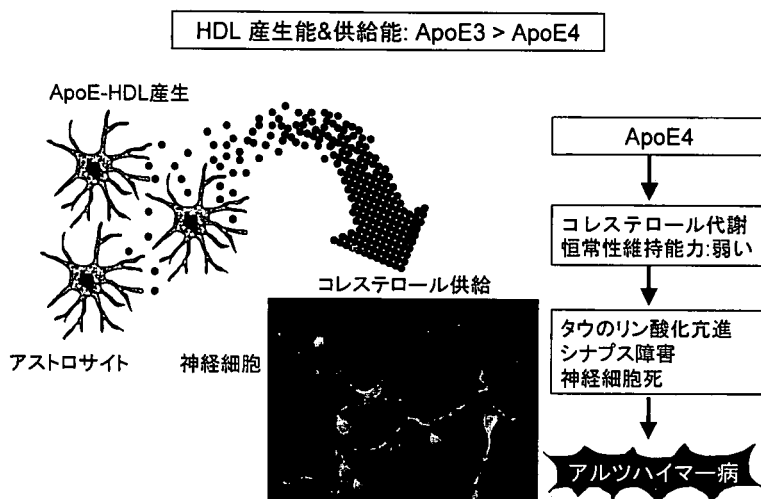 HDL 産生能&供給能: ApoE3 > ApoE4
ApoE-HDL産生
コレステロール供給
アストロサイト
神経細胞
ApoE4
コレステロール代謝
恒常性維持能力:弱い
タウのリン酸化亢進
シナプス障害
神経細胞死
アルツハイマー病